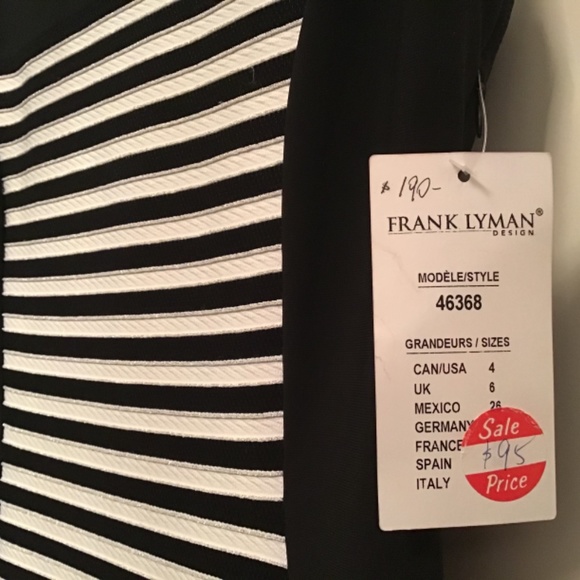 $ 190-
FRANK LYMAN®
DESIGN
MODÈLE/STYLE
46368
GRANDEURS / SIZES
CAN/USA 4
UK 6
MEXICO 26
GERMANY
FRANCE
SPAIN
ITALY
Sale
$95
Price